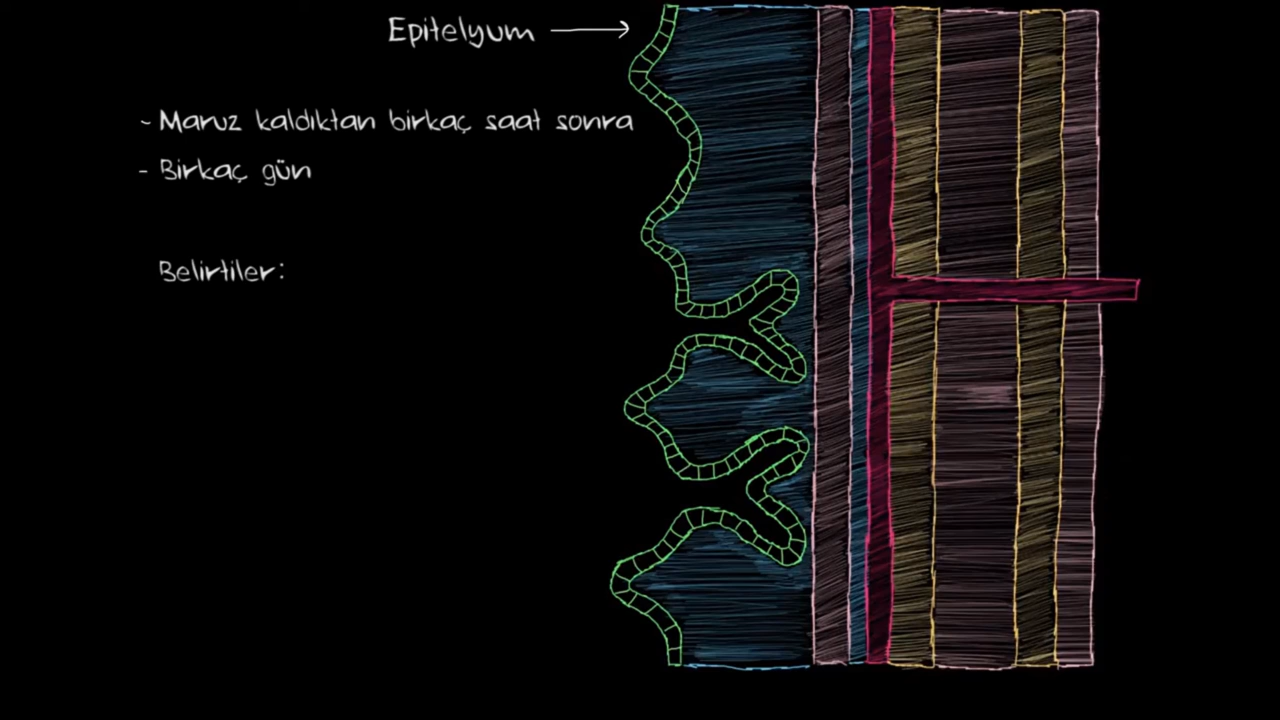 Epitelyum
- Maruz kaldıktan birkaç saat sonra
- Birkaç gün
Belirtiler: